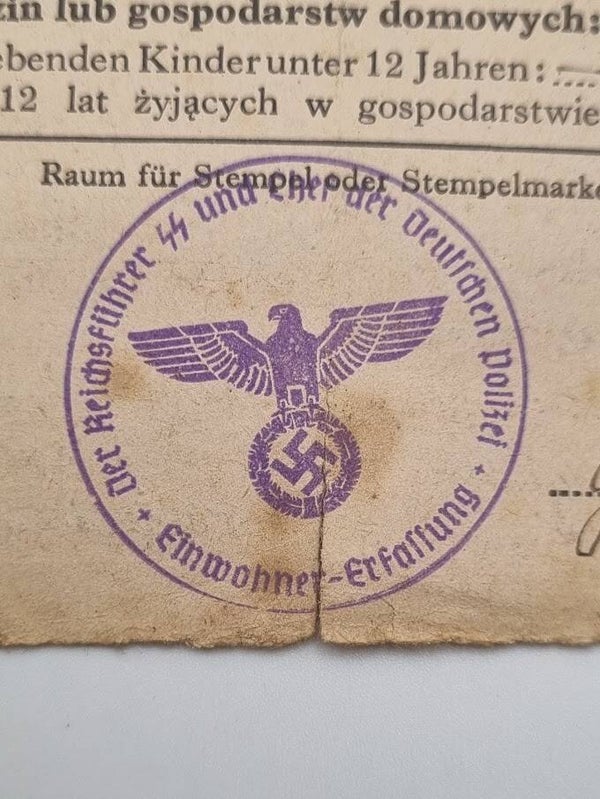 zin lub gospodarstw domowych:
ebenden Kinder unter 12 Jahren:
12 lat żyjących w gospodarstwie
Raum für Stempel oder Stempelmarke
Der Reichsführer SS und Chef der Deutschen Polizei
+ Einwohner-Erfassung +